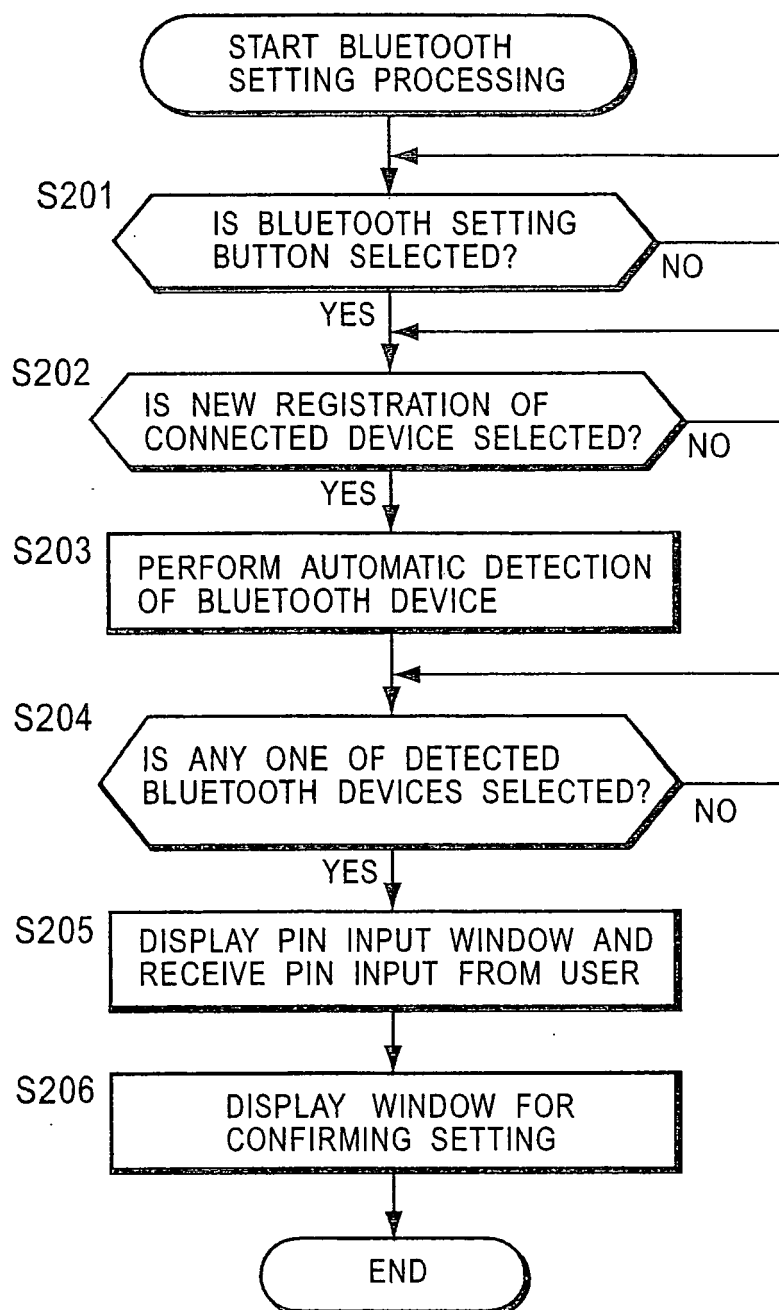 START BLUETOOTH
SETTING PROCESSING
S201
IS BLUETOOTH SETTING
BUTTON SELECTED?
NO
YES
S202
IS NEW REGISTRATION OF
CONNECTED DEVICE SELECTED?
NO
YES
S203
PERFORM AUTOMATIC DETECTION
OF BLUETOOTH DEVICE
S204
IS ANY ONE OF DETECTED
BLUETOOTH DEVICES SELECTED?
NO
YES
S205
DISPLAY PIN INPUT WINDOW AND
RECEIVE PIN INPUT FROM USER
S206
DISPLAY WINDOW FOR
CONFIRMING SETTING
END